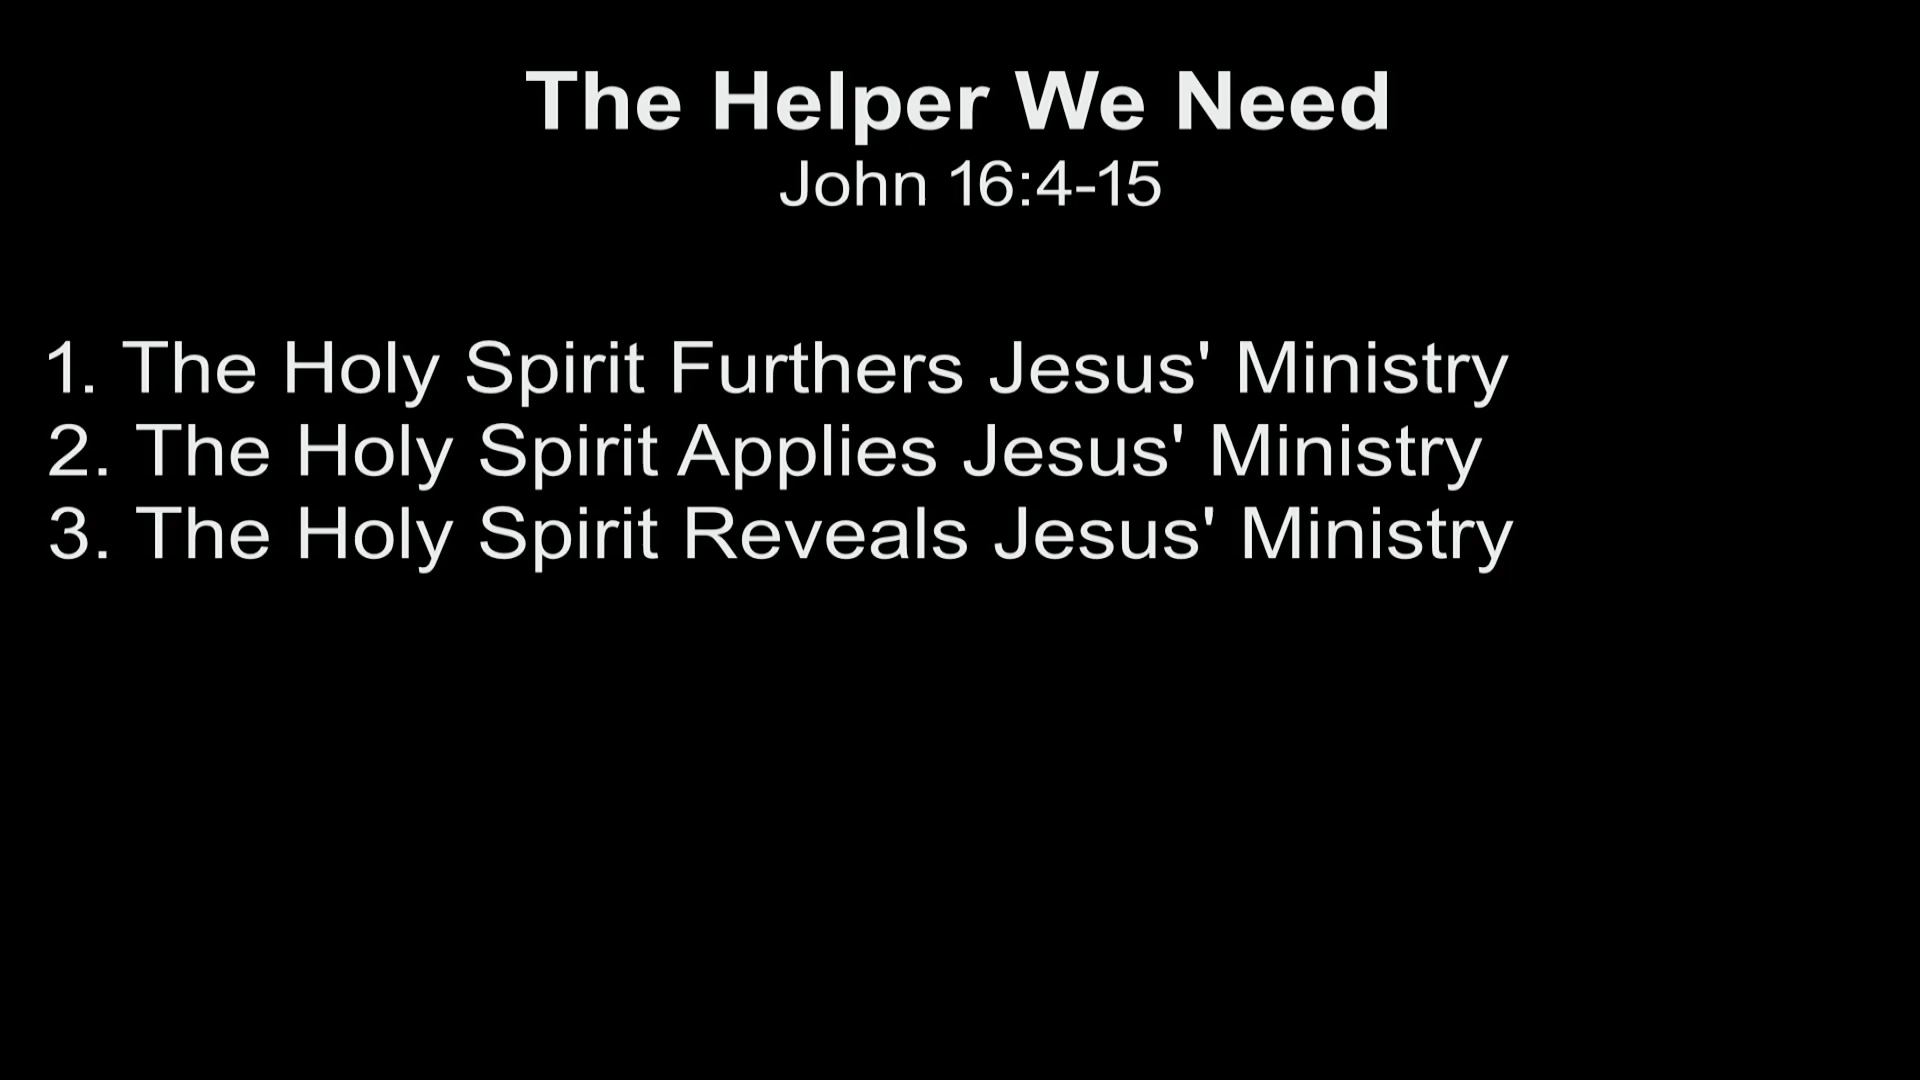 The Helper We Need
John 16:4-15
1. The Holy Spirit Furthers Jesus' Ministry
2. The Holy Spirit Applies Jesus' Ministry
3. The Holy Spirit Reveals Jesus' Ministry